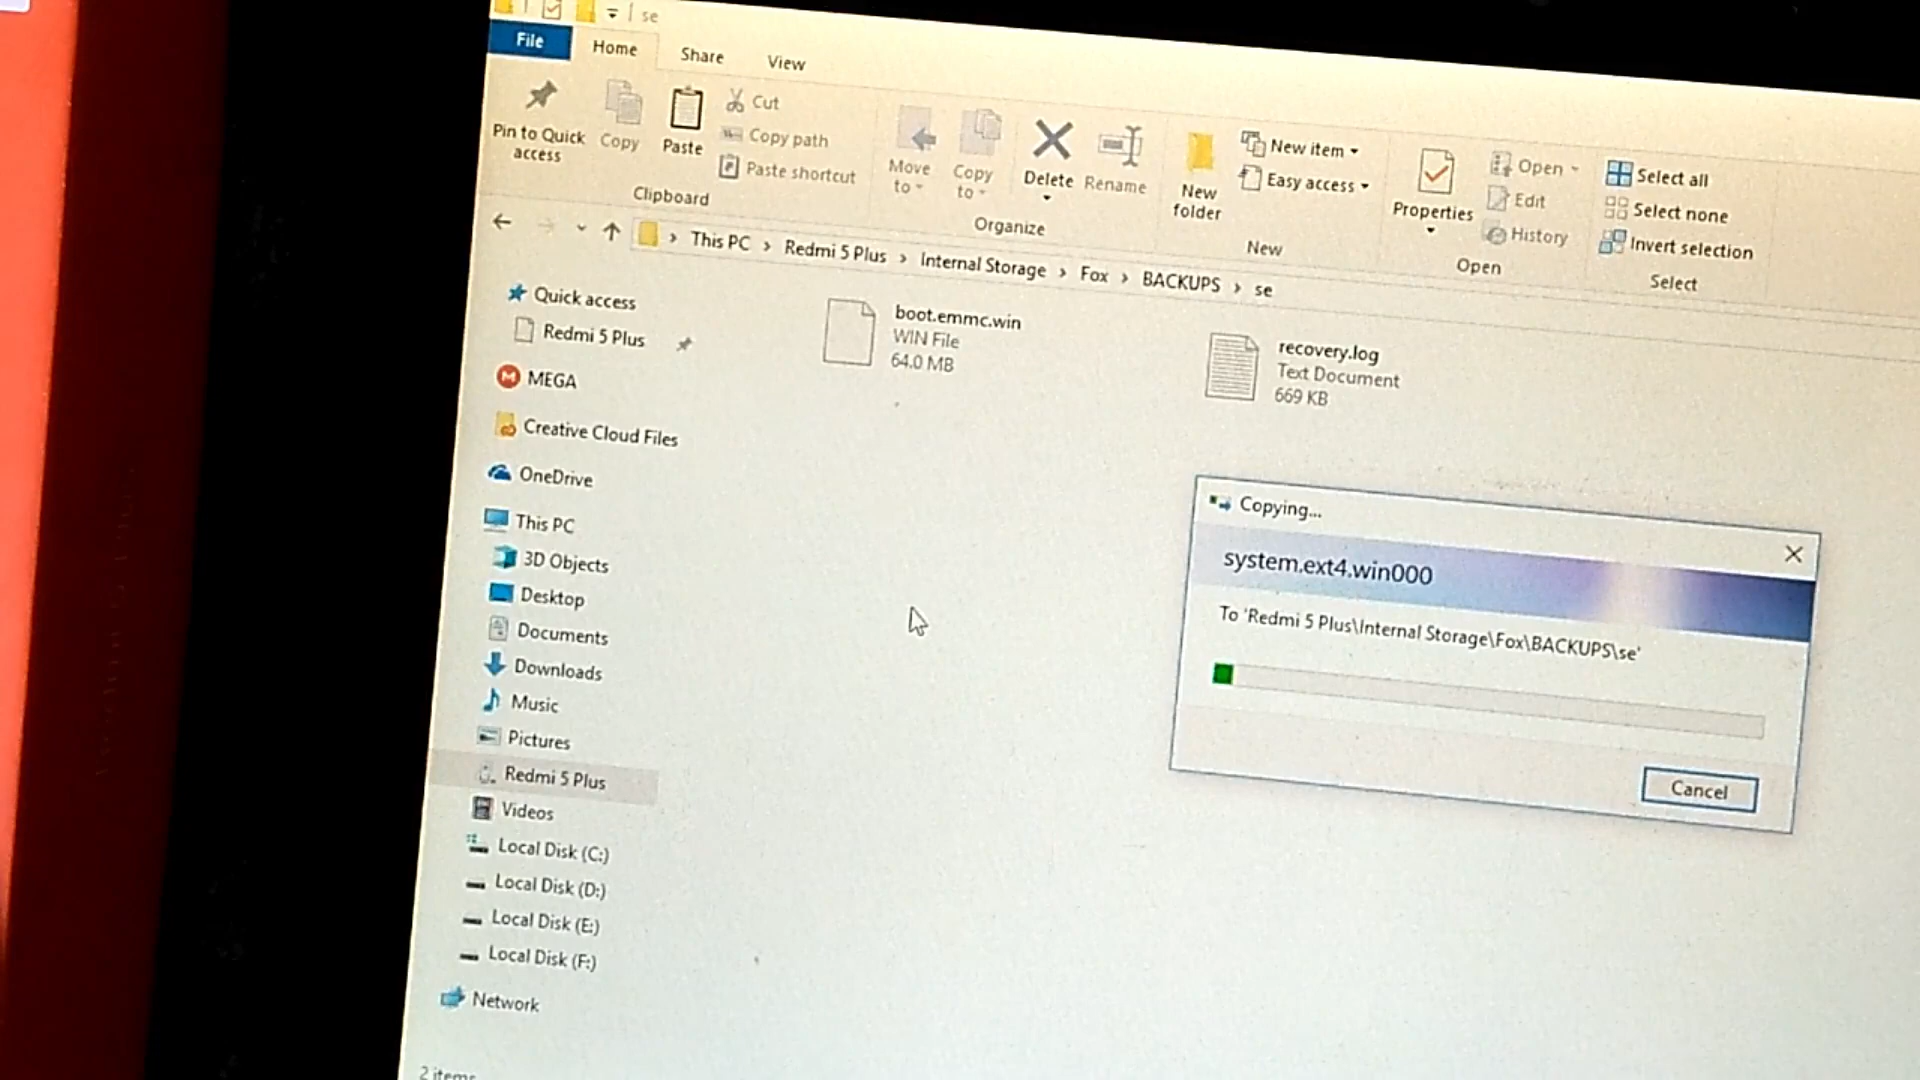 se
File Home Share View
Pin to Quick access
Copy
Paste
Cut
Copy path
Paste shortcut
Clipboard
Move to
Copy to
Delete
Rename
Organize
New folder
New item
Easy access
New
Properties
Open
Edit
History
Open
Select all
Select none
Invert selection
Select
This PC > Redmi 5 Plus > Internal Storage > Fox > BACKUPS > se
Quick access
Redmi 5 Plus
MEGA
Creative Cloud Files
OneDrive
This PC
3D Objects
Desktop
Documents
Downloads
Music
Pictures
Redmi 5 Plus
Videos
Local Disk (C:)
Local Disk (D:)
Local Disk (E:)
Local Disk (F:)
Network
2 items
boot.emmc.win
WIN File
64.0 MB
recovery.log
Text Document
669 KB
Copying...
system.ext4.win000
To 'Redmi 5 Plus\Internal Storage\Fox\BACKUPS\se'
Cancel